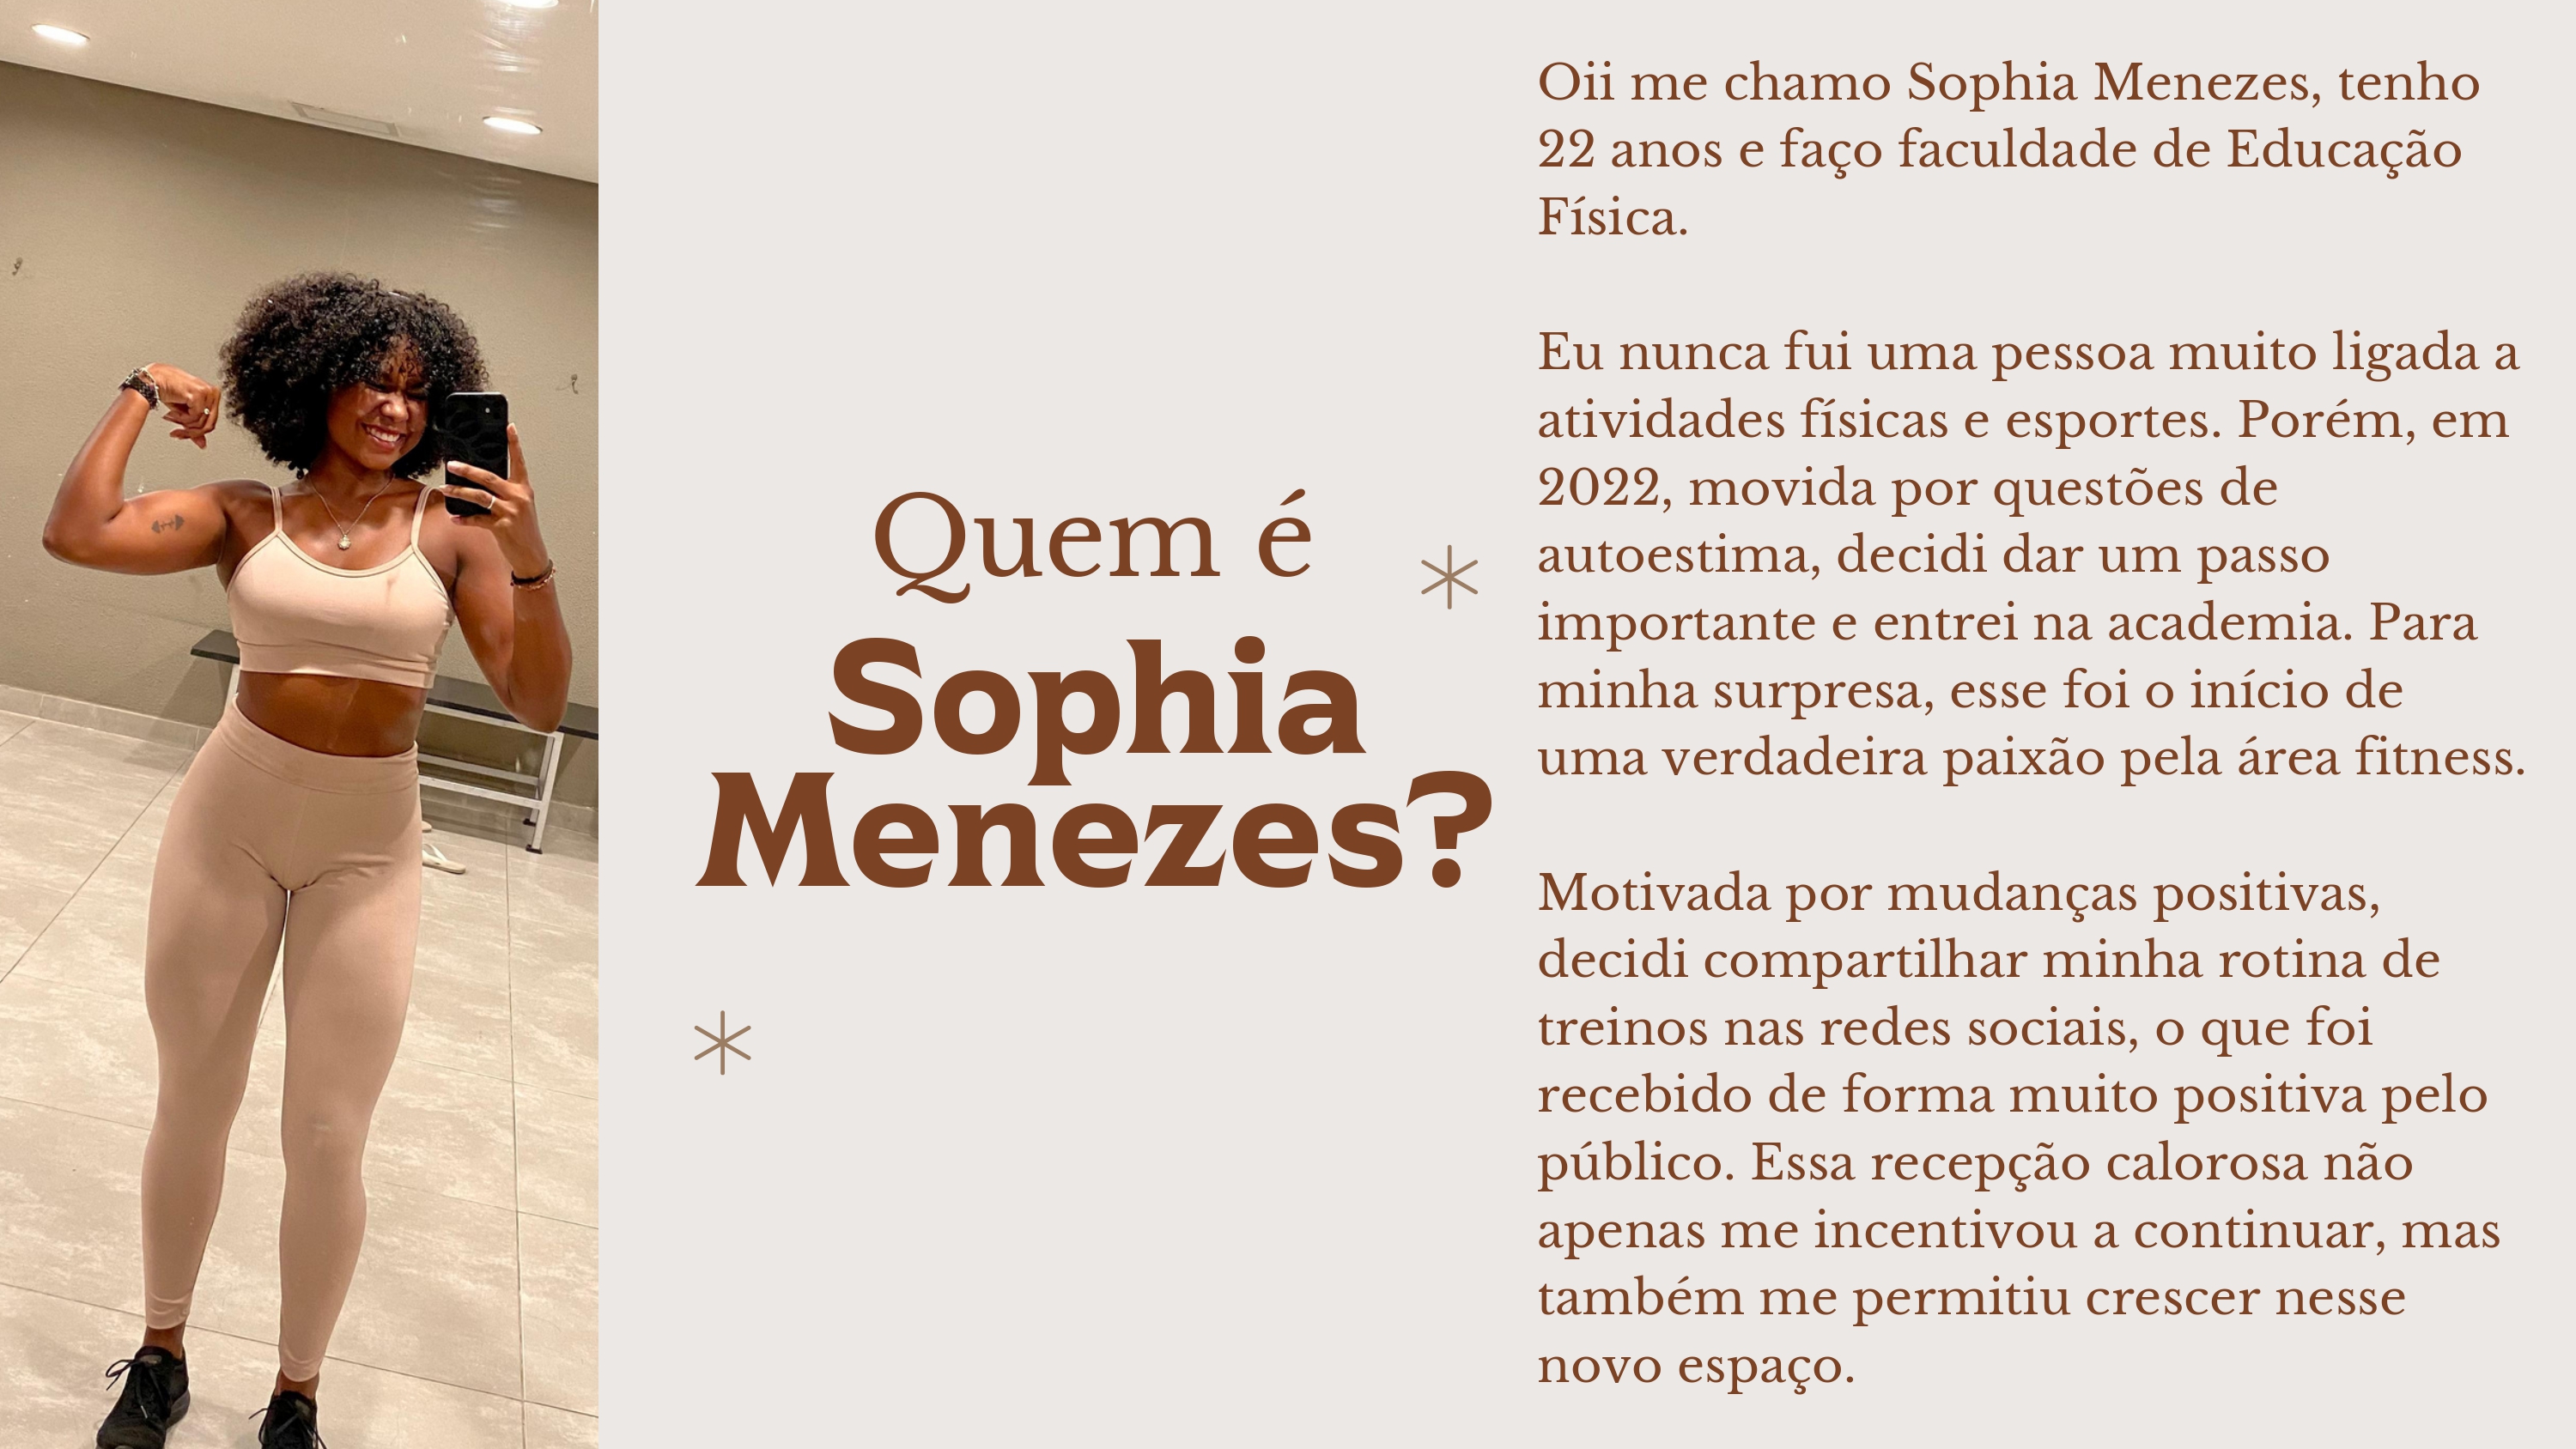 Quem é
Sophia
Menezes?
Oii me chamo Sophia Menezes, tenho
22 anos e faço faculdade de Educação
Física.
Eu nunca fui uma pessoa muito ligada a
atividades físicas e esportes. Porém, em
2022, movida por questões de
autoestima, decidi dar um passo
importante e entrei na academia. Para
minha surpresa, esse foi o início de
uma verdadeira paixão pela área fitness.
Motivada por mudanças positivas,
decidi compartilhar minha rotina de
treinos nas redes sociais, o que foi
recebido de forma muito positiva pelo
público. Essa recepção calorosa não
apenas me incentivou a continuar, mas
também me permitiu crescer nesse
novo espaço.